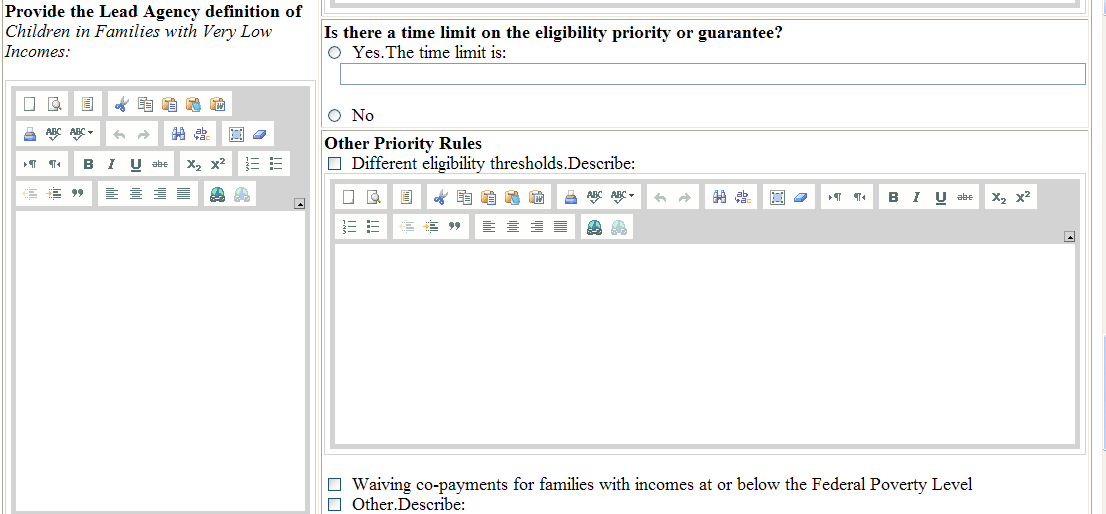 Provide the Lead Agency definition of
Children in Families with Very Low
Incomes:
Is there a time limit on the eligibility priority or guarantee?
Yes.The time limit is:
No
Other Priority Rules
Different eligibility thresholds.Describe:
Waiving co-payments for families with incomes at or below the Federal Poverty Level
Other.Describe: